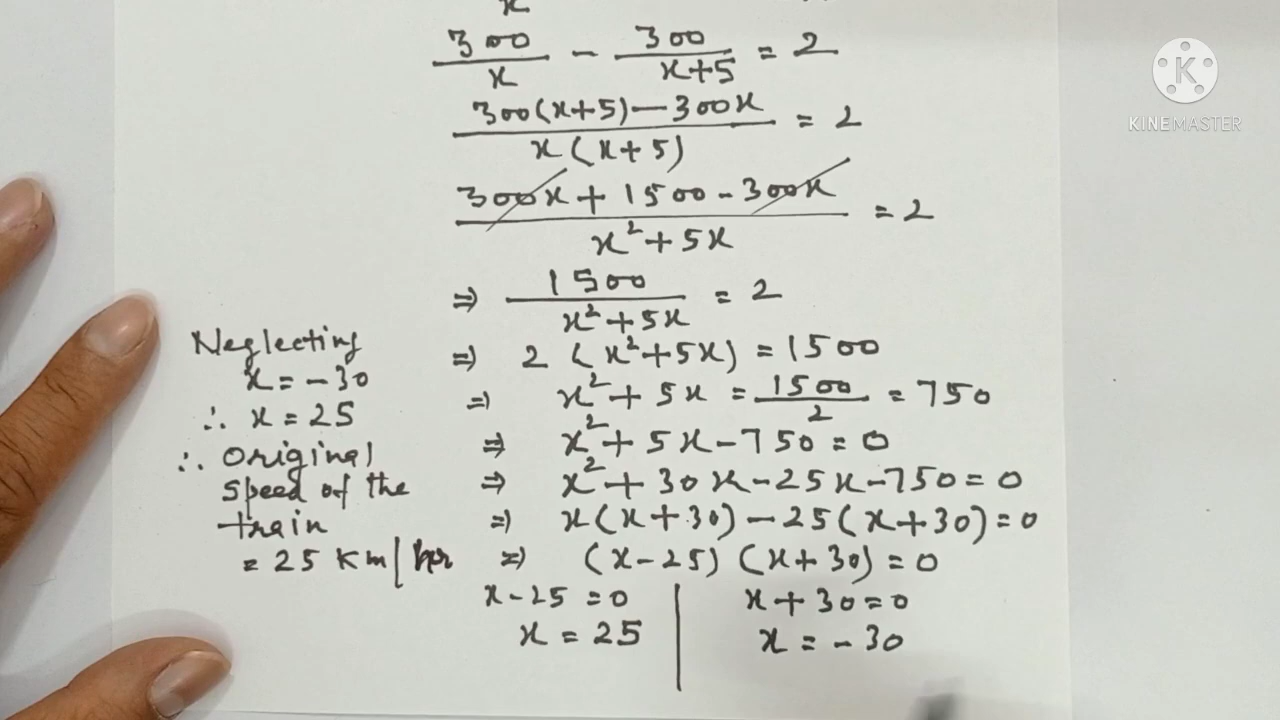 x
300/x - 300/x+5 = 2
300(x+5)-300x/x(x+5) = 2
300x+1500-300x/x²+5x = 2
⇒ 1500/x²+5x = 2
⇒ 2 (x²+5x) = 1500
⇒ x²+5x = 1500/2 = 750
⇒ x²+5x-750=0
⇒ x²+30x-25x-750=0
⇒ x(x+30)-25(x+30)=0
⇒ (x-25) (x+30)=0
x-25=0
x = 25
x+30=0
x = -30
Neglecting
x=-30
∴ x=25
∴ Original
speed of the
train
= 25 Km/hr
K
KINEMASTER